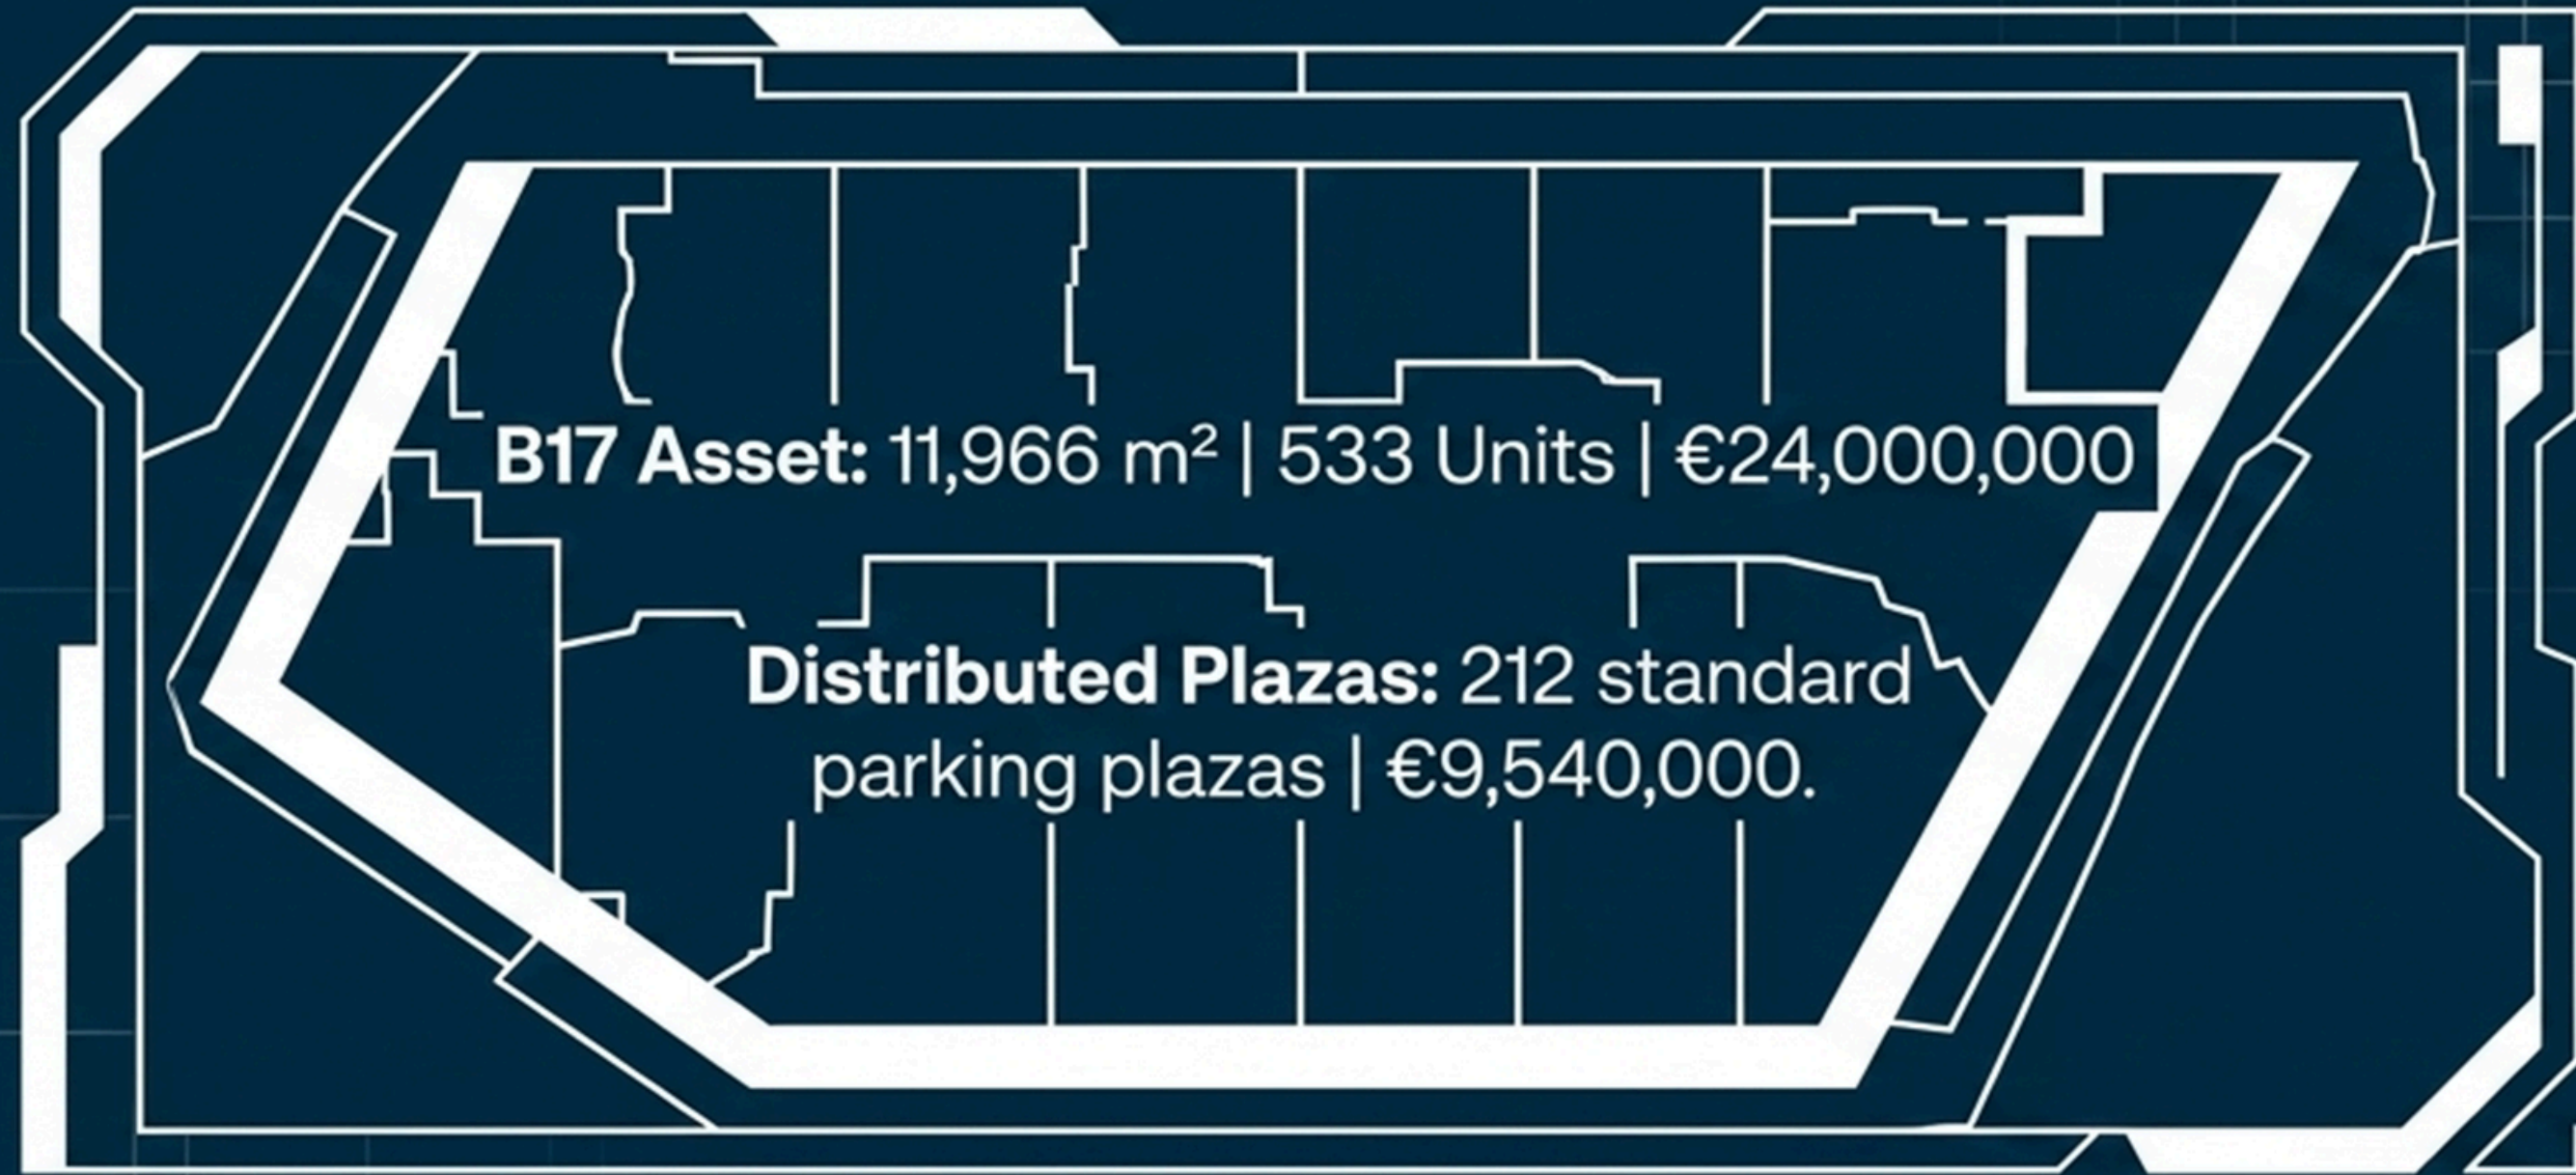 B17 Asset: 11,966 m² | 533 Units | €24,000,000
Distributed Plazas: 212 standard
parking plazas | €9,540,000.